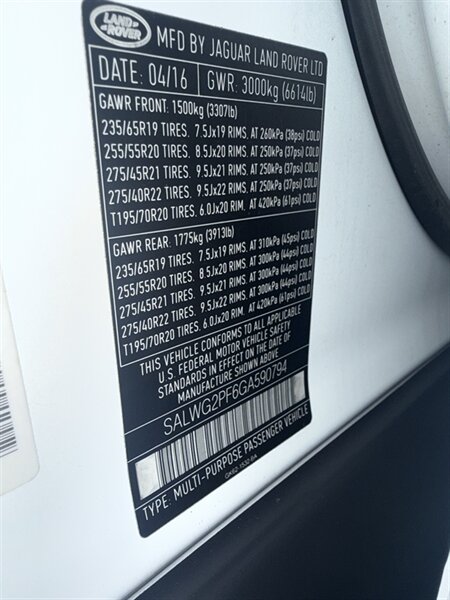 LAND ROVER
MFD BY JAGUAR LAND ROVER LTD
DATE: 04/16 GWR: 3000kg (6614lb)
GAWR FRONT: 1500kg (3307lb)
235/65R19 TIRES. 7.5Jx19 RIMS, AT 260kPa (38psi) COLD
255/55R20 TIRES. 8.5Jx20 RIMS, AT 250kPa (37psi) COLD
275/45R21 TIRES. 9.5Jx21 RIMS, AT 250kPa (37psi) COLD
275/40R22 TIRES. 9.5Jx22 RIMS, AT 250kPa (37psi) COLD
T195/70R20 TIRES. 6.0Jx20 RIM. AT 420kPa (61psi) COLD
GAWR REAR: 1775kg (3913lb)
235/65R19 TIRES. 7.5Jx19 RIMS, AT 310kPa (45psi) COLD
255/55R20 TIRES. 8.5Jx20 RIMS, AT 300kPa (44psi) COLD
275/45R21 TIRES. 9.5Jx21 RIMS, AT 300kPa (44psi) COLD
275/40R22 TIRES. 9.5Jx22 RIMS, AT 300kPa (44psi) COLD
T195/70R20 TIRES. 6.0Jx20 RIM. AT 420kPa (61psi) COLD
THIS VEHICLE CONFORMS TO ALL APPLICABLE
U.S. FEDERAL MOTOR VEHICLE SAFETY
STANDARDS IN EFFECT ON THE DATE OF
MANUFACTURE SHOWN ABOVE.
SALWG2PF6GA590794
TYPE: MULTI-PURPOSE PASSENGER VEHICLE